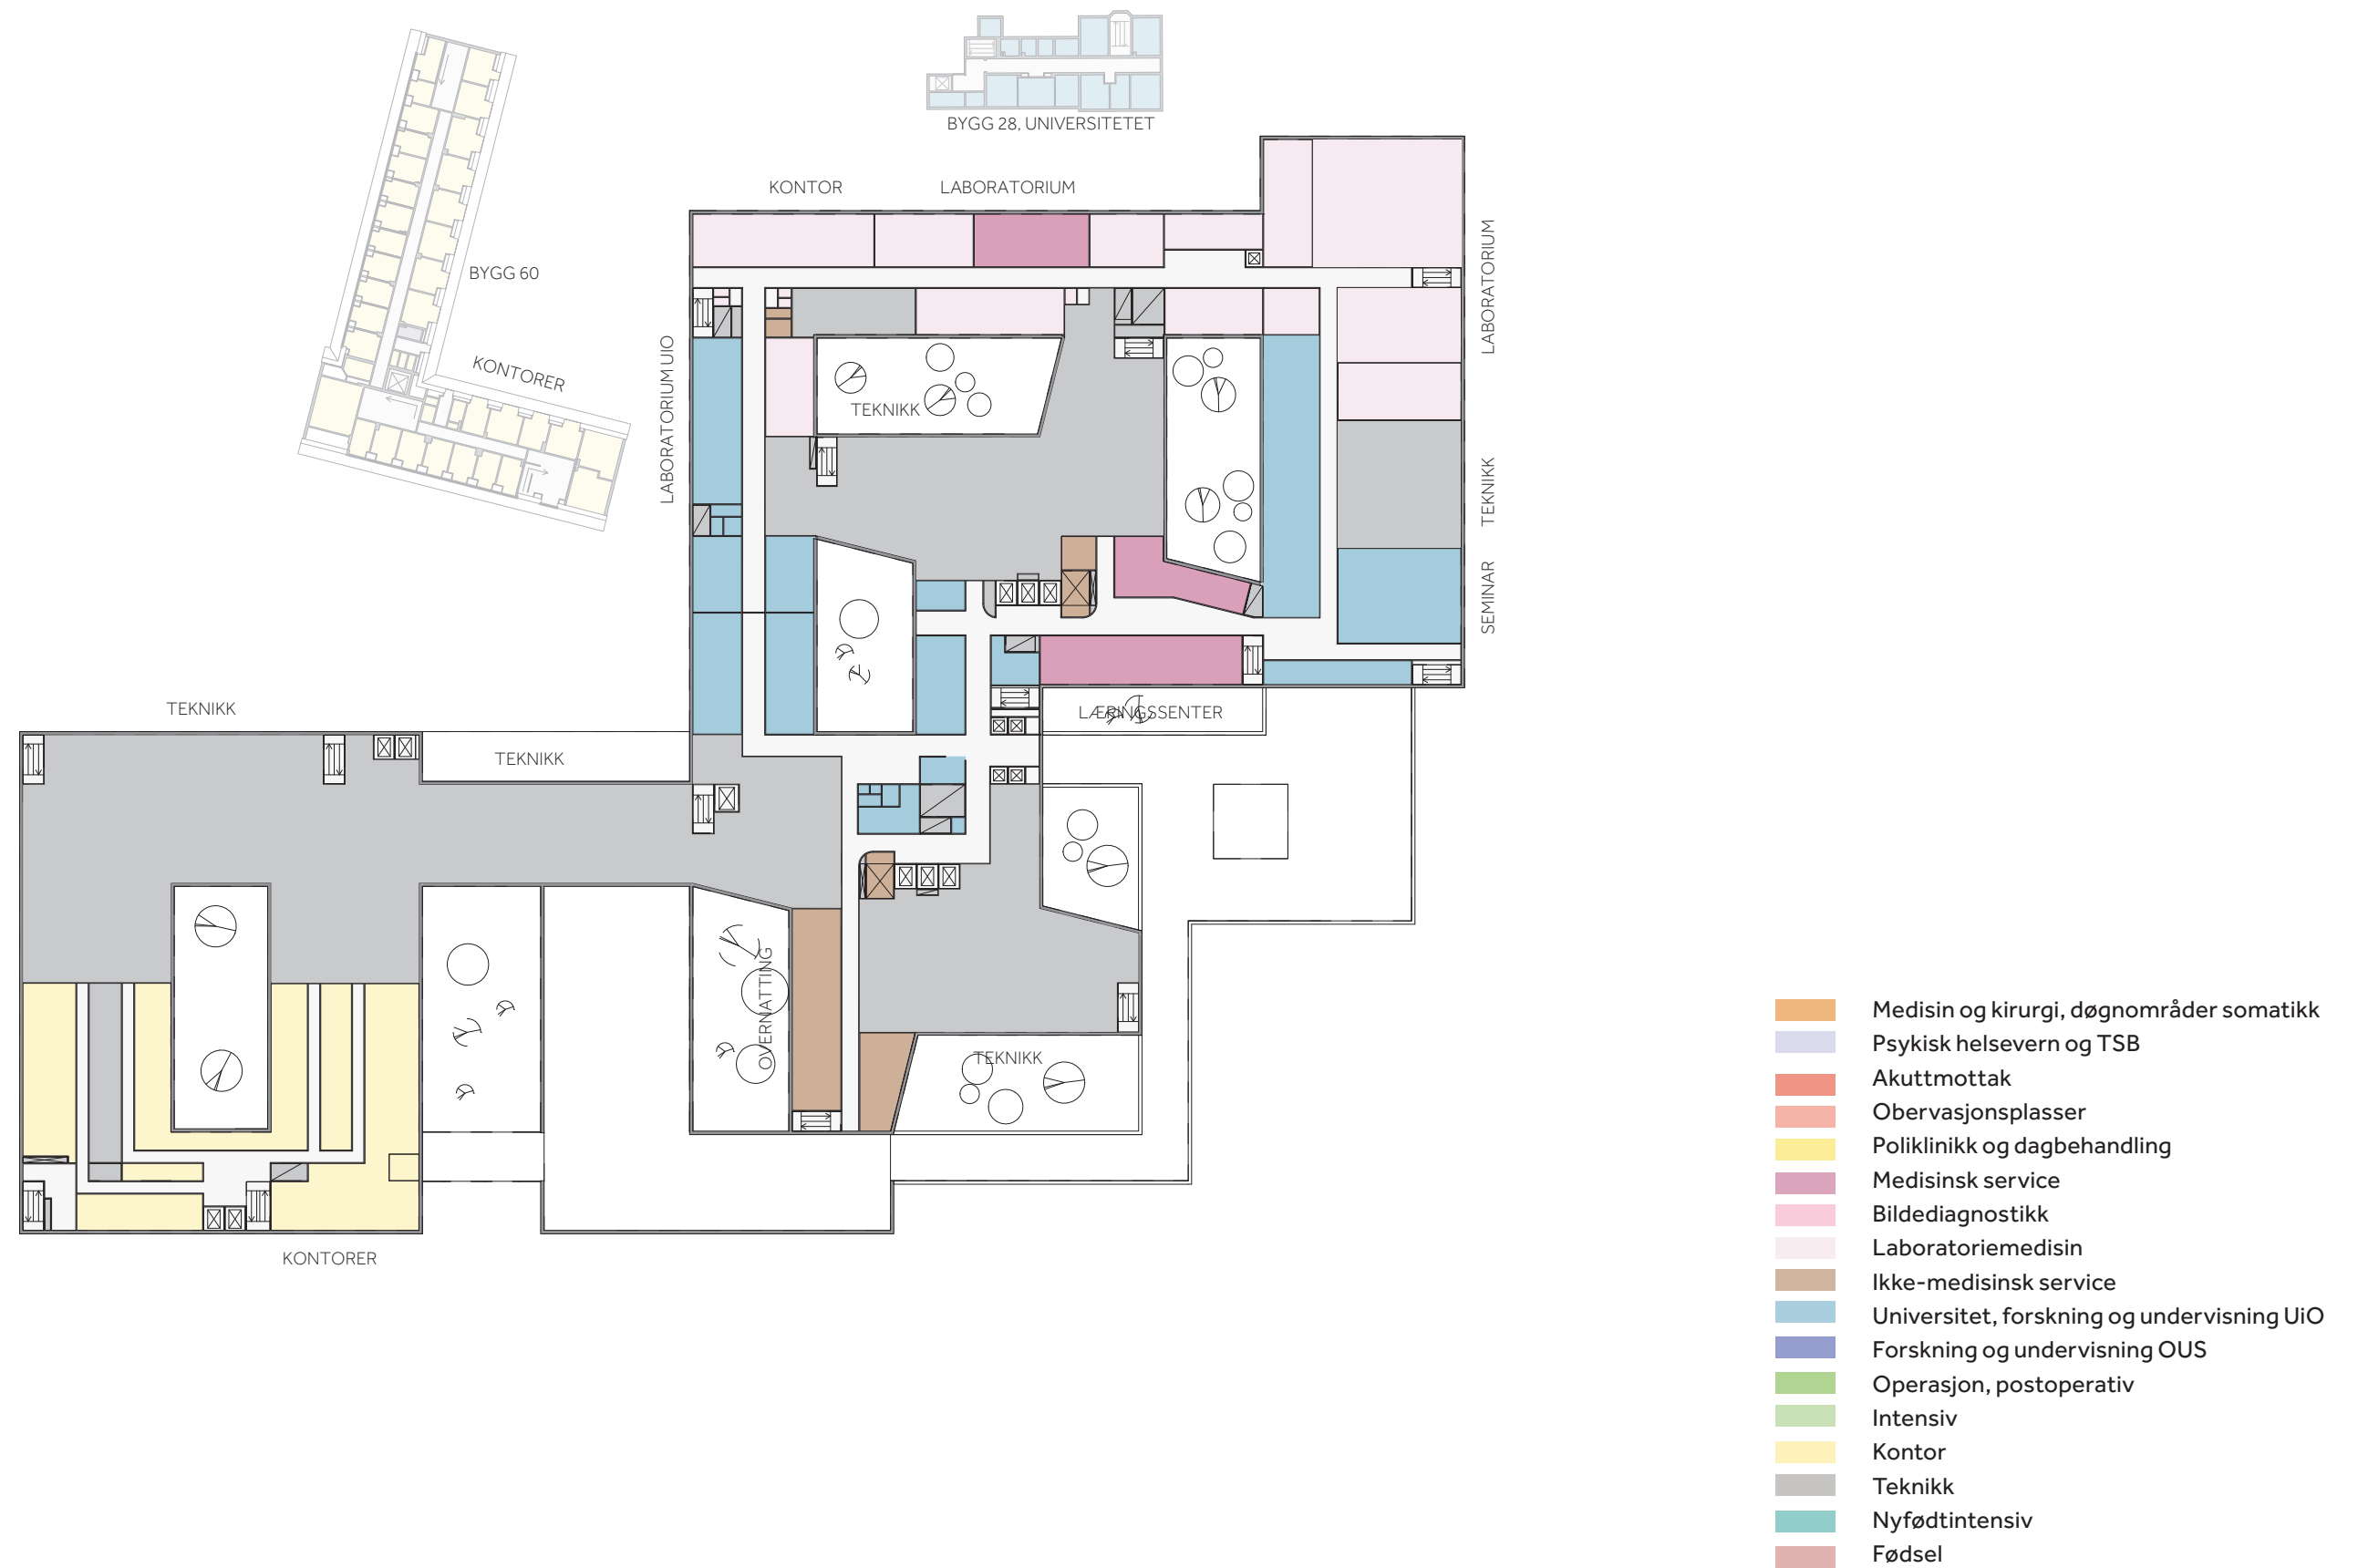 BYGG 28, UNIVERSITETET
KONTOR
LABORATORIUM
LABORATORIUM
BYGG 60
KONTORER
LABORATORIUM UIO
TEKNIKK
TEKNIKK
SEMINAR
TEKNIKK
LÆRINGSSENTER
TEKNIKK
OVERNATTING
TEKNIKK
KONTORER
Medisin og kirurgi, døgnområder somatikk
Psykisk helsevern og TSB
Akuttmottak
Obervasjonsplasser
Poliklinikk og dagbehandling
Medisinsk service
Bildediagnostikk
Laboratoriemedisin
Ikke-medisinsk service
Universitet, forskning og undervisning UiO
Forskning og undervisning OUS
Operasjon, postoperativ
Intensiv
Kontor
Teknikk
Nyfødtintensiv
Fødsel